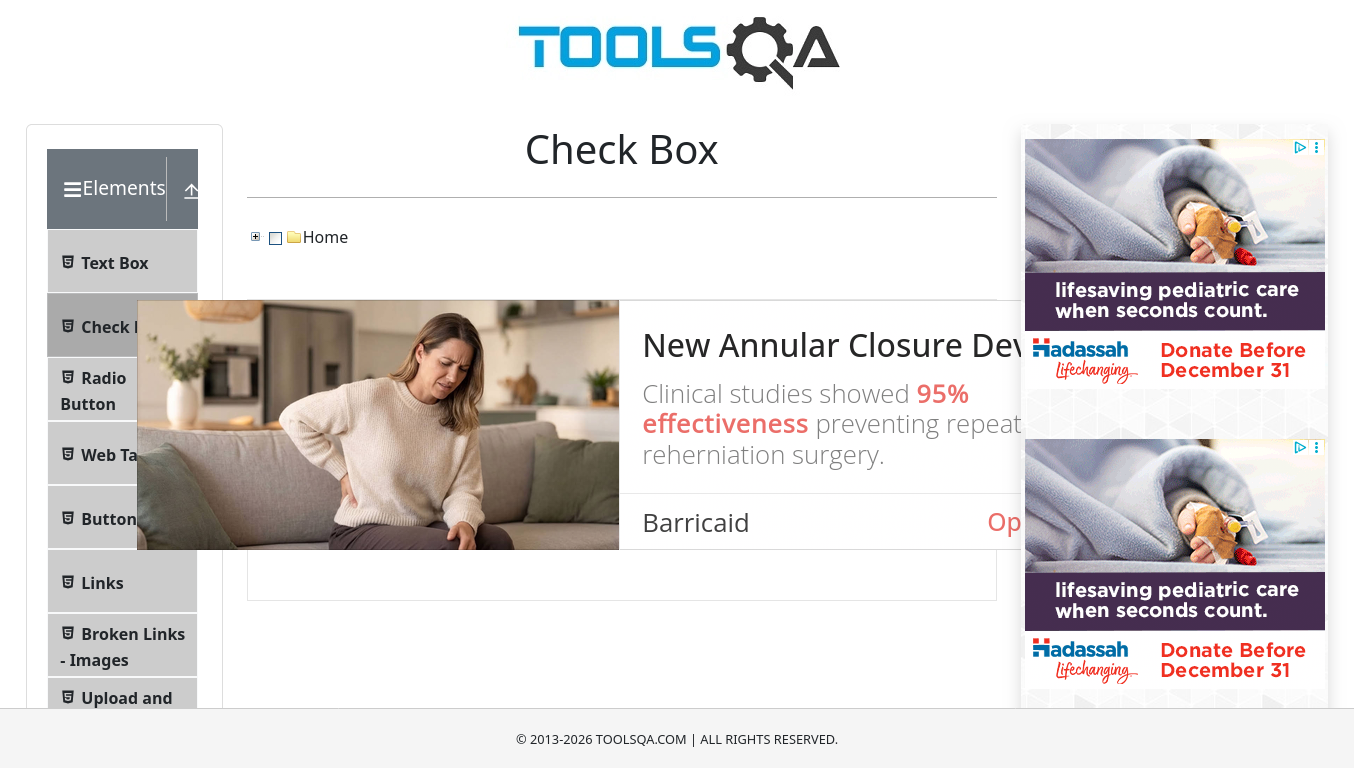 TOOLSQA
Check Box
Elements
Text Box
Check
Radio
Button
Web Ta
Button
Links
Broken Links
- Images
Upload and
Home
New Annular Closure Dev
Clinical studies showed 95%
effectiveness preventing repeat
reherniation surgery.
Barricaid
Op
lifesaving pediatric care
when seconds count.
Hadassah
Lifechanging
Donate Before
December 31
lifesaving pediatric care
when seconds count.
Hadassah
Lifechanging
Donate Before
December 31
© 2013-2026 TOOLSQA.COM | ALL RIGHTS RESERVED.